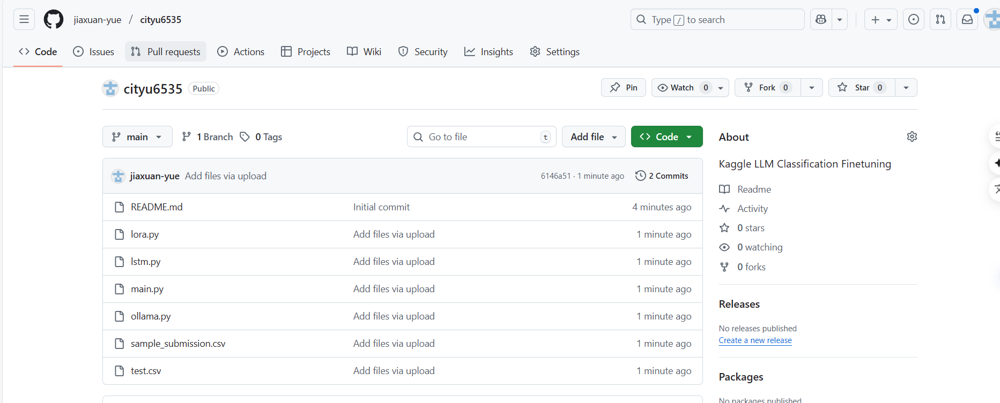 jiaxuan-yue / cityu6535
Type / to search
Code Issues Pull requests Actions Projects Wiki Security Insights Settings
cityu6535 Public
Pin Watch 0 Fork 0 Star 0
main 1 Branch 0 Tags Go to file t Add file Code
jiaxuan-yue Add files via upload 6146a51 · 1 minute ago 2 Commits
README.md Initial commit 4 minutes ago
lora.py Add files via upload 1 minute ago
lstm.py Add files via upload 1 minute ago
main.py Add files via upload 1 minute ago
ollama.py Add files via upload 1 minute ago
sample_submission.csv Add files via upload 1 minute ago
test.csv Add files via upload 1 minute ago
About
Kaggle LLM Classification Finetuning
Readme
Activity
0 stars
0 watching
0 forks
Releases
No releases published
Create a new release
Packages
No packages published